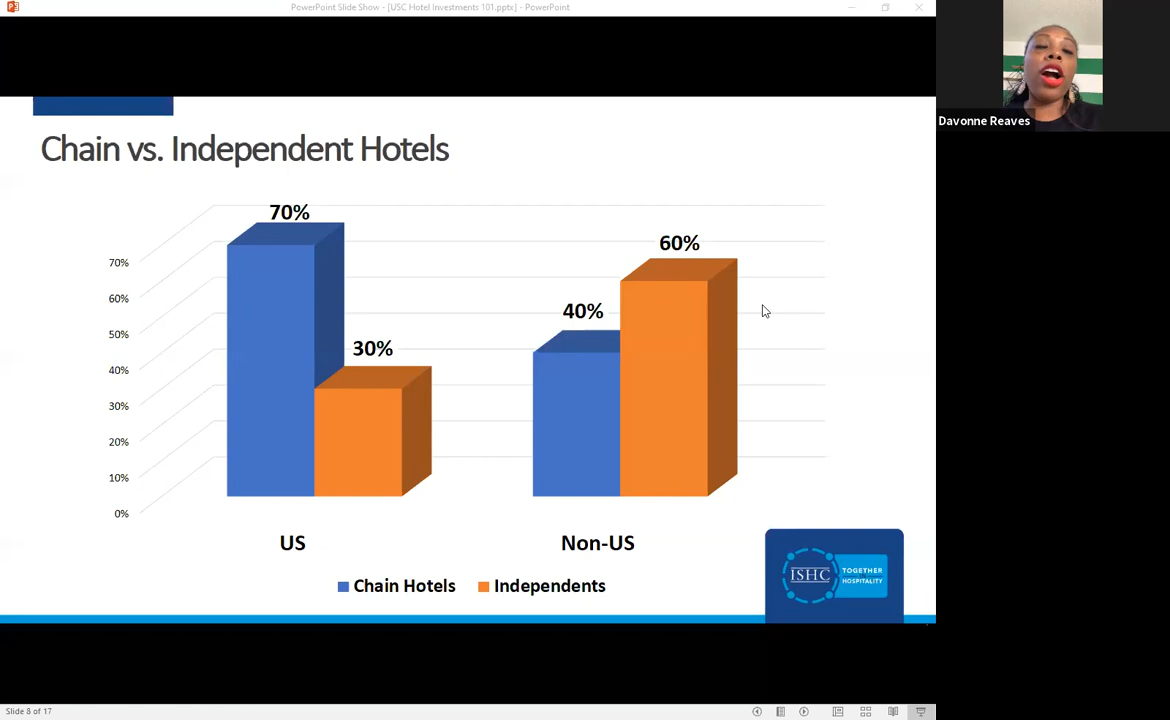 PowerPoint Slide Show - [USC Hotel Investments 101.pptx] - PowerPoint
Davonne Reaves
Chain vs. Independent Hotels
70%
60%
40%
30%
70%
60%
50%
40%
30%
20%
10%
0%
US
Non-US
Chain Hotels
Independents
ISHC
TOGETHER
HOSPITALITY
Slide 8 of 17